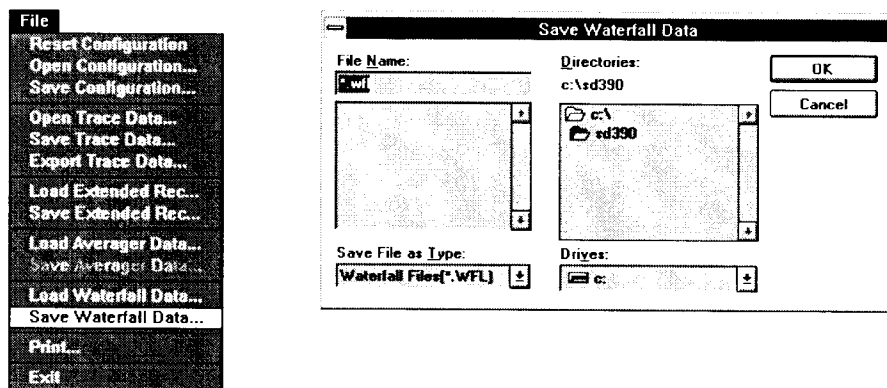 File
Reset Configuration
Open Configuration...
Save Configuration...
Open Trace Data...
Save Trace Data...
Export Trace Data...
Load Extended Rec...
Save Extended Rec...
Load Averager Data...
Save Averager Data...
Load Waterfall Data...
Save Waterfall Data...
Print...
Exit
Save Waterfall Data
File Name:
*.wfl
Directories:
c:\sd390
c:\
sd390
OK
Cancel
Save File as Type:
Waterfall Files(*.WFL)
Drives:
c: